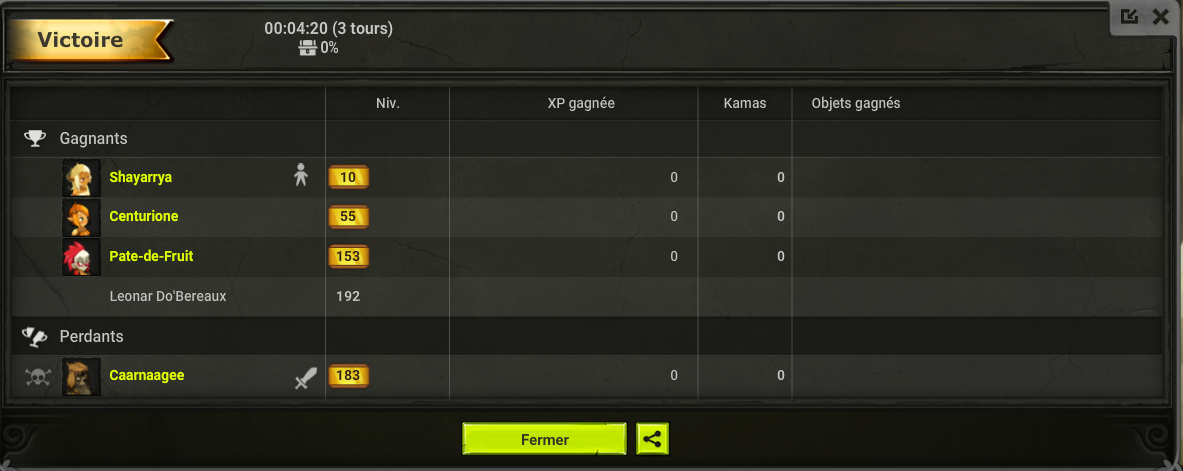 Victoire
00:04:20 (3 tours)
0%
Niv. XP gagnée Kamas Objets gagnés
Gagnants
Shayarrya 10 0 0
Centurione 55 0 0
Pate-de-Fruit 153 0 0
Leonar Do'Bereaux 192
Perdants
Caarnaagee 183 0 0
Fermer